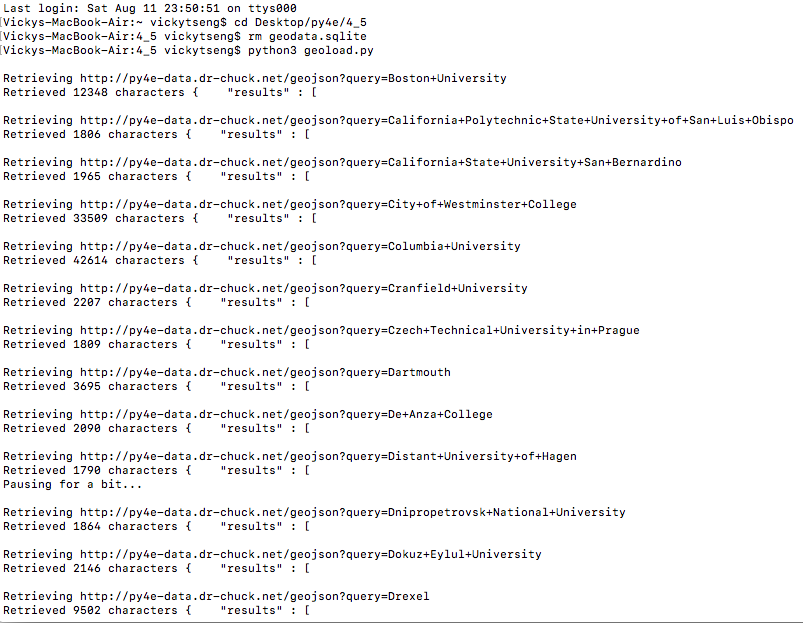 Last login: Sat Aug 11 23:50:51 on ttys000
[Vickys-MacBook-Air:~ vickytseng$ cd Desktop/py4e/4_5
[Vickys-MacBook-Air:4_5 vickytseng$ rm geodata.sqlite
[Vickys-MacBook-Air:4_5 vickytseng$ python3 geoload.py
Retrieving http://py4e-data.dr-chuck.net/geojson?query=Boston+University
Retrieved 12348 characters {    "results" : [
Retrieving http://py4e-data.dr-chuck.net/geojson?query=California+Polytechnic+State+University+of+San+Luis+Obispo
Retrieved 1806 characters {    "results" : [
Retrieving http://py4e-data.dr-chuck.net/geojson?query=California+State+University+San+Bernardino
Retrieved 1965 characters {    "results" : [
Retrieving http://py4e-data.dr-chuck.net/geojson?query=City+of+Westminster+College
Retrieved 33509 characters {    "results" : [
Retrieving http://py4e-data.dr-chuck.net/geojson?query=Columbia+University
Retrieved 42614 characters {    "results" : [
Retrieving http://py4e-data.dr-chuck.net/geojson?query=Cranfield+University
Retrieved 2207 characters {    "results" : [
Retrieving http://py4e-data.dr-chuck.net/geojson?query=Czech+Technical+University+in+Prague
Retrieved 1809 characters {    "results" : [
Retrieving http://py4e-data.dr-chuck.net/geojson?query=Dartmouth
Retrieved 3695 characters {    "results" : [
Retrieving http://py4e-data.dr-chuck.net/geojson?query=De+Anza+College
Retrieved 2090 characters {    "results" : [
Retrieving http://py4e-data.dr-chuck.net/geojson?query=Distant+University+of+Hagen
Retrieved 1790 characters {    "results" : [
Pausing for a bit...
Retrieving http://py4e-data.dr-chuck.net/geojson?query=Dnipropetrovsk+National+University
Retrieved 1864 characters {    "results" : [
Retrieving http://py4e-data.dr-chuck.net/geojson?query=Dokuz+Eylul+University
Retrieved 2146 characters {    "results" : [
Retrieving http://py4e-data.dr-chuck.net/geojson?query=Drexel
Retrieved 9502 characters {    "results" : [